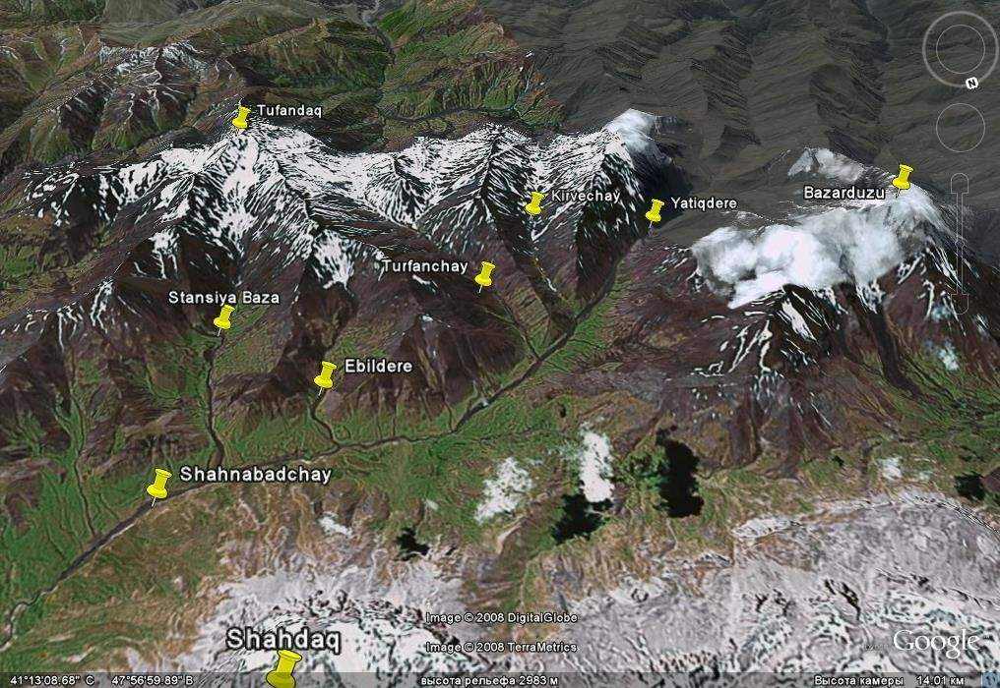 N
Tufandaq
Kirvechay
Bazarduzu
Yatiqdere
Turfanchay
Stansiya Baza
Ebildere
Shahnabadchay
Image © 2008 DigitalGlobe
Shahdaq
Image © 2008 TerraMetrics
Google
41°13'08.68" С 47°56'59.89" В высота рельефа 2983 м Высота камеры 14.01 км